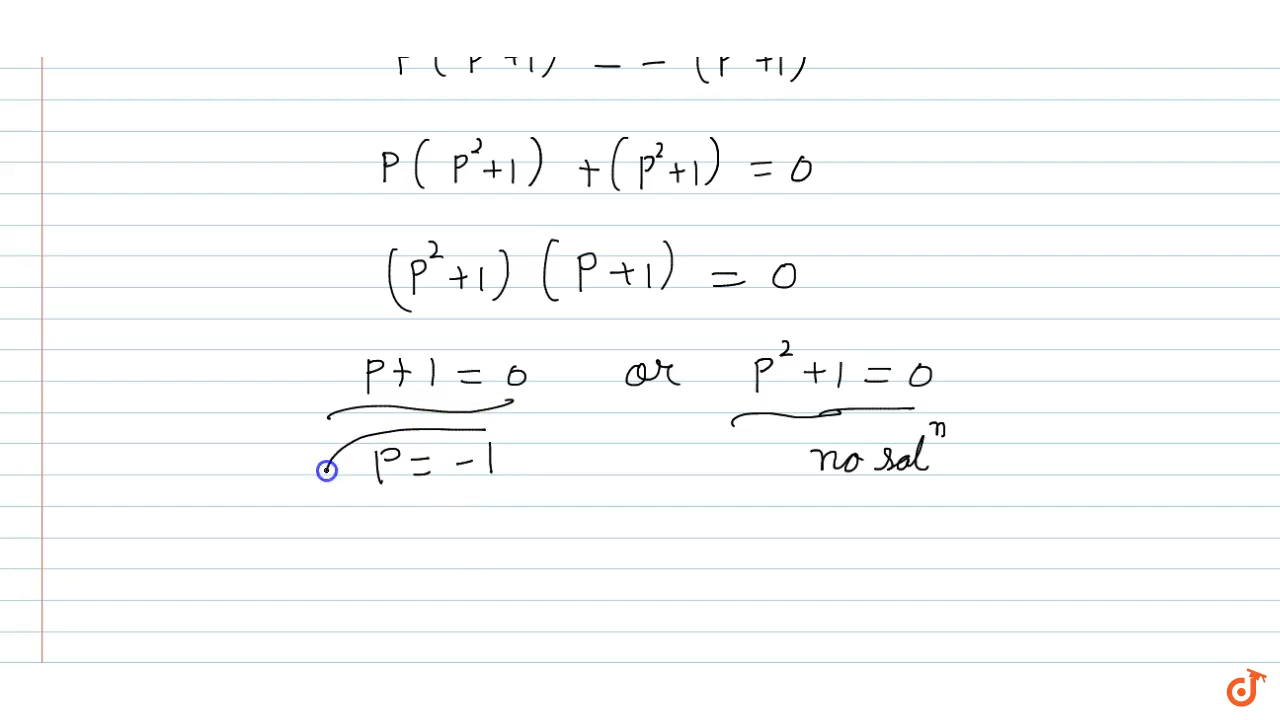 P(P²+1) + (P²+1) = 0
(P²+1) (P+1) = 0
P+1 = 0 or P²+1 = 0
P = -1 no solⁿ